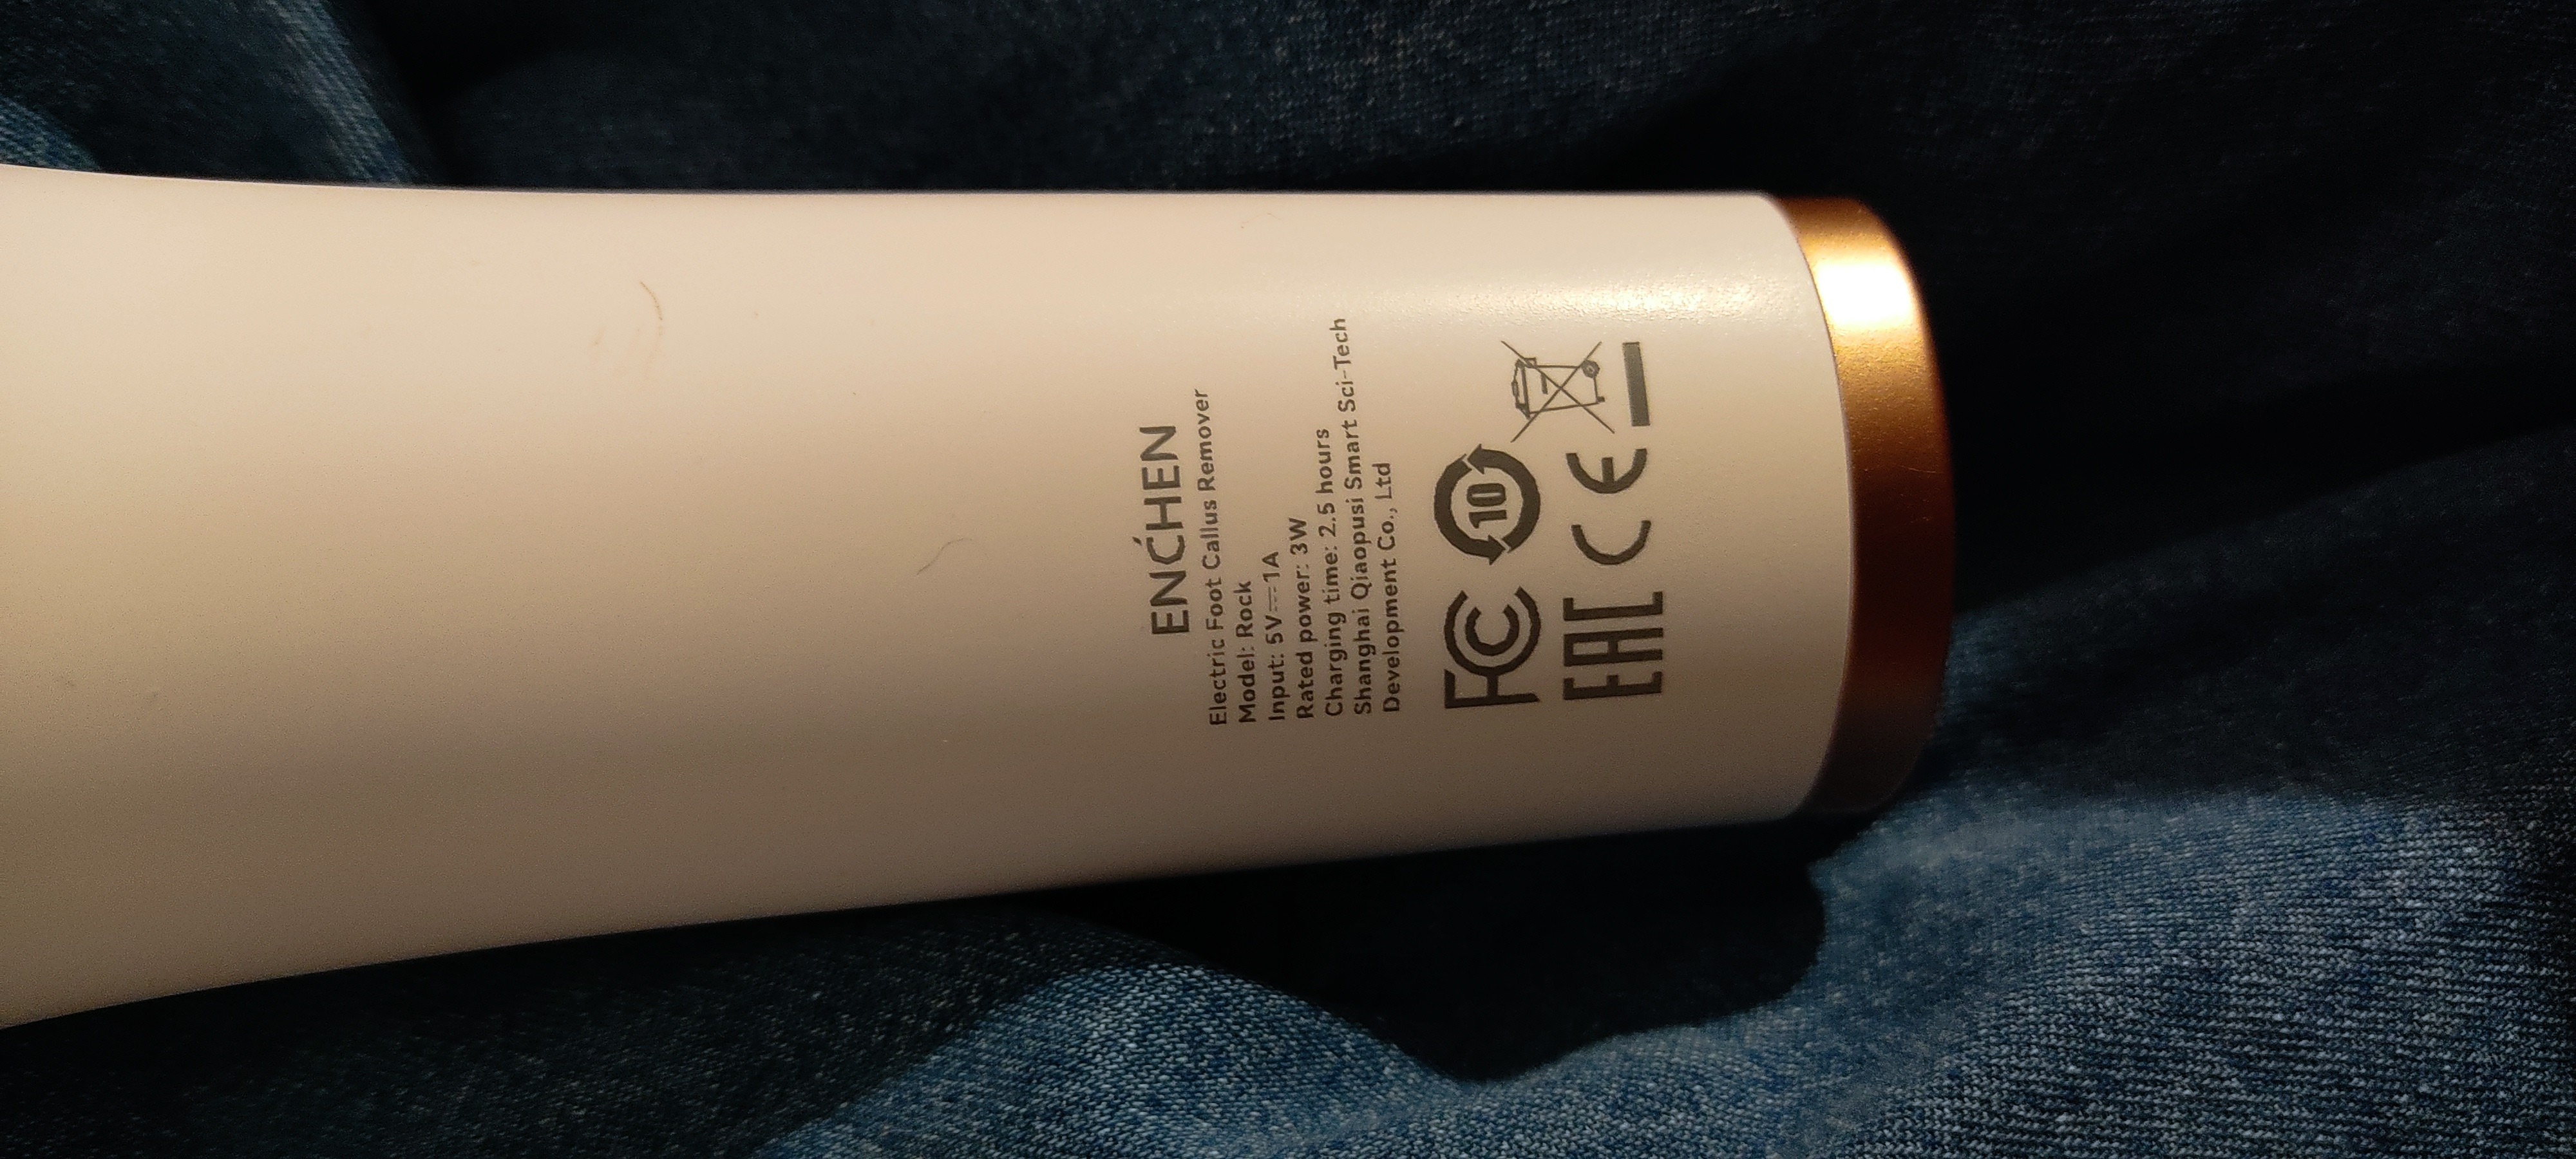 ENĆHEN
Electric Foot Callus Remover
Model: Rock
Input: 5V⎓1A
Rated power: 3W
Charging time: 2.5 hours
Shanghai Qiaopusi Smart Sci-Tech
Development Co., Ltd
FC 10
EAC CE